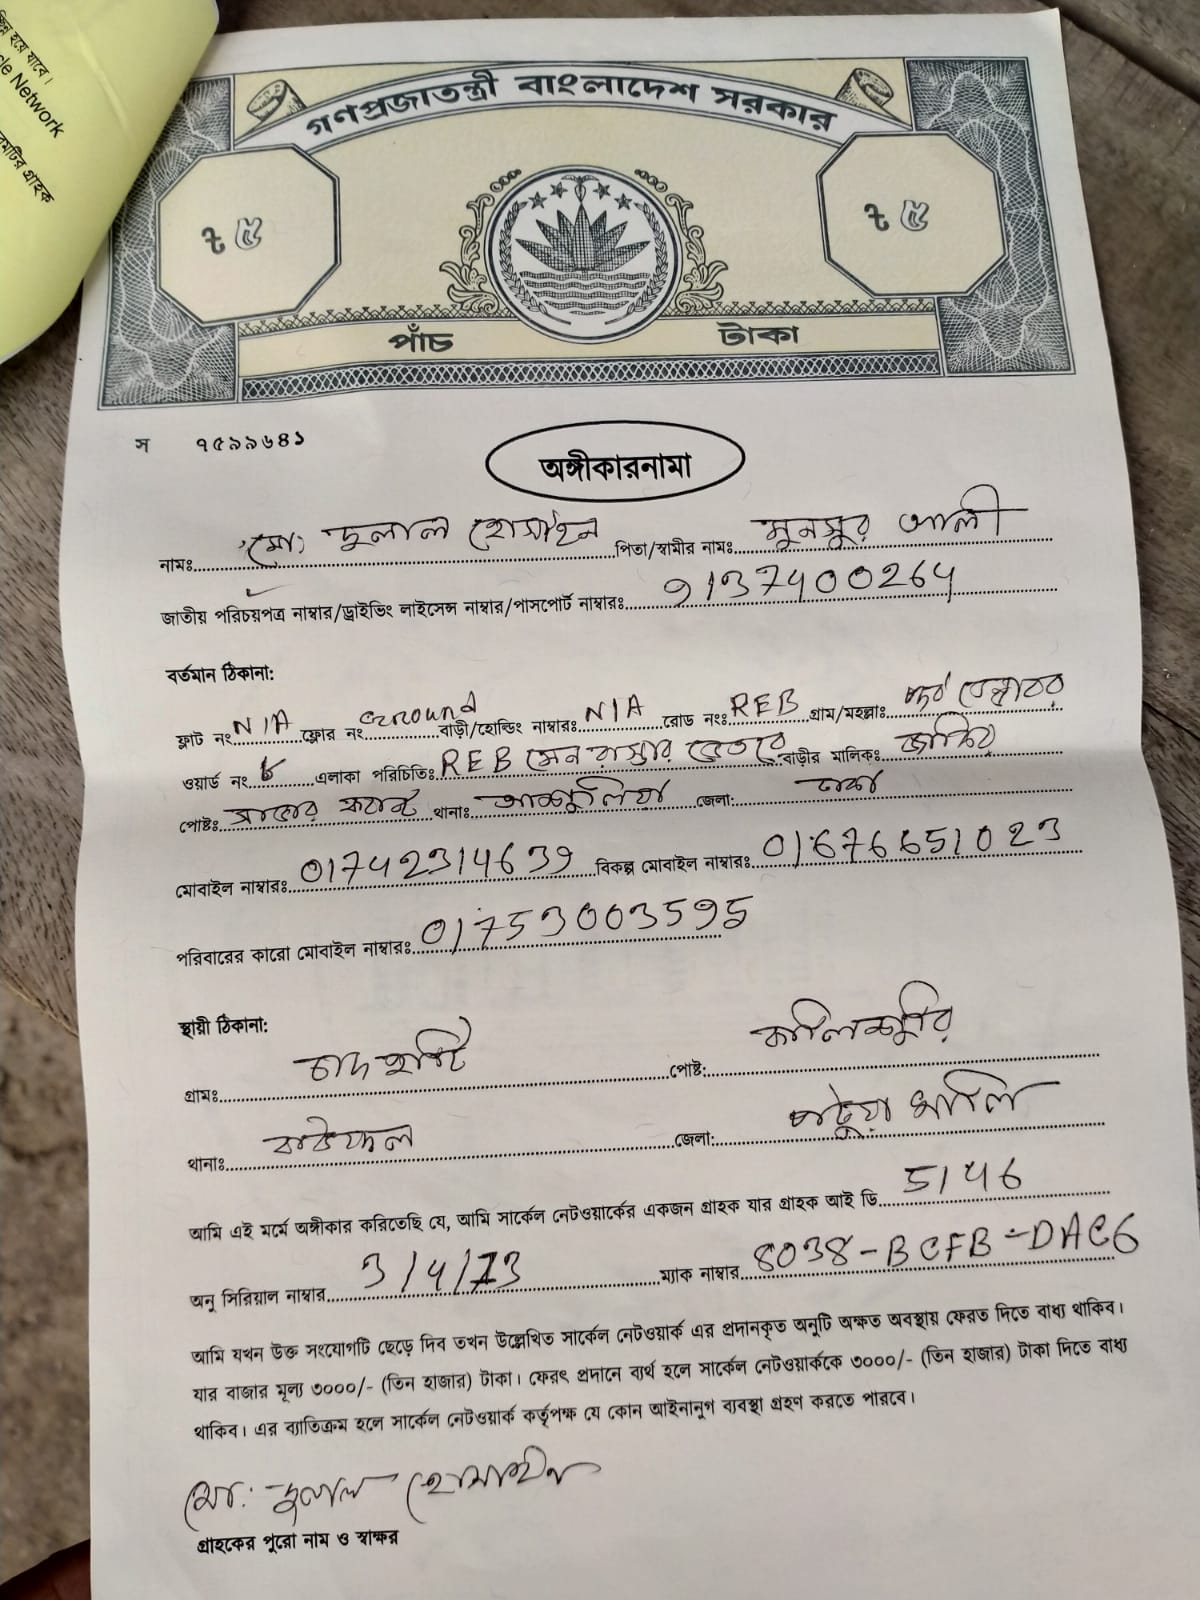 ছিন্ন হয়ে যাবে।
cle Network
গ্রাহক
গণপ্রজাতন্ত্রী বাংলাদেশ সরকার
ট ৫
ট ৫
পাঁচ টাকা
স ৭৫৯৯৬৪১
অঙ্গীকারনামা
নামঃ মোঃ দুলাল হোসাইন পিতা/স্বামীর নামঃ মুনসুর আলী
জাতীয় পরিচয়পত্র নাম্বার/ড্রাইভিং লাইসেন্স নাম্বার/পাসপোর্ট নাম্বারঃ 9137400264
বর্তমান ঠিকানা:
ফ্লাট নং N/A ফ্লোর নং Ground বাড়ী/হোল্ডিং নাম্বারঃ N/A রোড নংঃ REB গ্রাম/মহল্লাঃ
ওয়ার্ড নং ৮ এলাকা পরিচিতিঃ REB মেন রাস্তার ভেতরে বাড়ীর মালিকঃ
পোষ্টঃ থানাঃ আশুলিয়া জেলা: ঢাকা
মোবাইল নাম্বারঃ 01742314639 বিকল্প মোবাইল নাম্বারঃ 01676651023
পরিবারের কারো মোবাইল নাম্বারঃ 01753003595
স্থায়ী ঠিকানা:
গ্রামঃ পোষ্ট: কালিশুরি
থানাঃ বাউফল জেলা: পটুয়াখালি
আমি এই মর্মে অঙ্গীকার করিতেছি যে, আমি সার্কেল নেটওয়ার্কের একজন গ্রাহক যার গ্রাহক আই ডি 5146
অনু সিরিয়াল নাম্বার 3/4/23 ম্যাক নাম্বার 8038-BCFB-DAC6
আমি যখন উক্ত সংযোগটি ছেড়ে দিব তখন উল্লেখিত সার্কেল নেটওয়ার্ক এর প্রদানকৃত অনুটি অক্ষত অবস্থায় ফেরত দিতে বাধ্য থাকিব।
যার বাজার মূল্য ৩০০০/- (তিন হাজার) টাকা। ফেরৎ প্রদানে ব্যর্থ হলে সার্কেল নেটওয়ার্ককে ৩০০০/- (তিন হাজার) টাকা দিতে বাধ্য
থাকিব। এর ব্যাতিক্রম হলে সার্কেল নেটওয়ার্ক কর্তৃপক্ষ যে কোন আইনানুগ ব্যবস্থা গ্রহণ করতে পারবে।
মো: দুলাল হোসাইন
গ্রাহকের পুরো নাম ও স্বাক্ষর